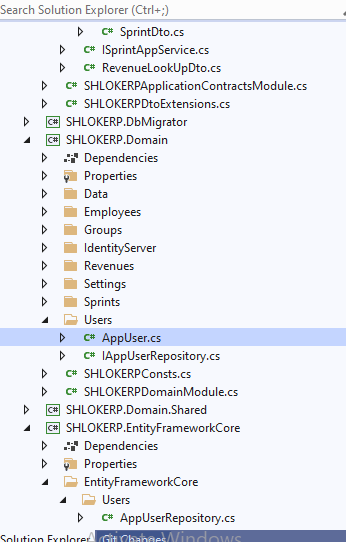 Search Solution Explorer (Ctrl+;)
C# SprintDto.cs
C# ISprintAppService.cs
C# RevenueLookUpDto.cs
C# SHLOKERPApplicationContractsModule.cs
C# SHLOKERPDtoExtensions.cs
C# SHLOKERP.DbMigrator
C# SHLOKERP.Domain
Dependencies
Properties
Data
Employees
Groups
IdentityServer
Revenues
Settings
Sprints
Users
C# AppUser.cs
C# IAppUserRepository.cs
C# SHLOKERPConsts.cs
C# SHLOKERPDomainModule.cs
C# SHLOKERP.Domain.Shared
C# SHLOKERP.EntityFrameworkCore
Dependencies
Properties
EntityFrameworkCore
Users
C# AppUserRepository.cs
Solution Explorer Git Changes
Activate Windows